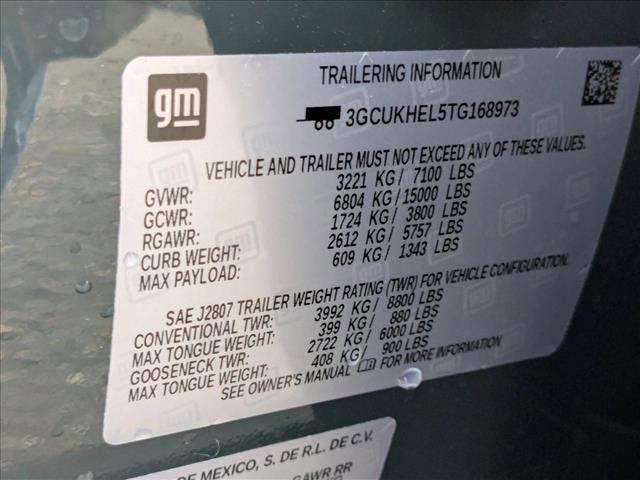 gm
TRAILERING INFORMATION
3GCUKHEL5TG168973
VEHICLE AND TRAILER MUST NOT EXCEED ANY OF THESE VALUES.
GVWR: 3221 KG/ 7100 LBS
GCWR: 6804 KG/15000 LBS
RGAWR: 1724 KG/ 3800 LBS
CURB WEIGHT: 2612 KG/ 5757 LBS
MAX PAYLOAD: 609 KG/ 1343 LBS
SAE J2807 TRAILER WEIGHT RATING (TWR) FOR VEHICLE CONFIGURATION.
CONVENTIONAL TWR: 3992 KG/ 8800 LBS
MAX TONGUE WEIGHT: 399 KG/ 880 LBS
GOOSENECK TWR: 2722 KG/ 6000 LBS
MAX TONGUE WEIGHT: 408 KG/ 900 LBS
SEE OWNER'S MANUAL FOR MORE INFORMATION
DE MEXICO, S. DE R.L. DE C.V.
GAWR RR